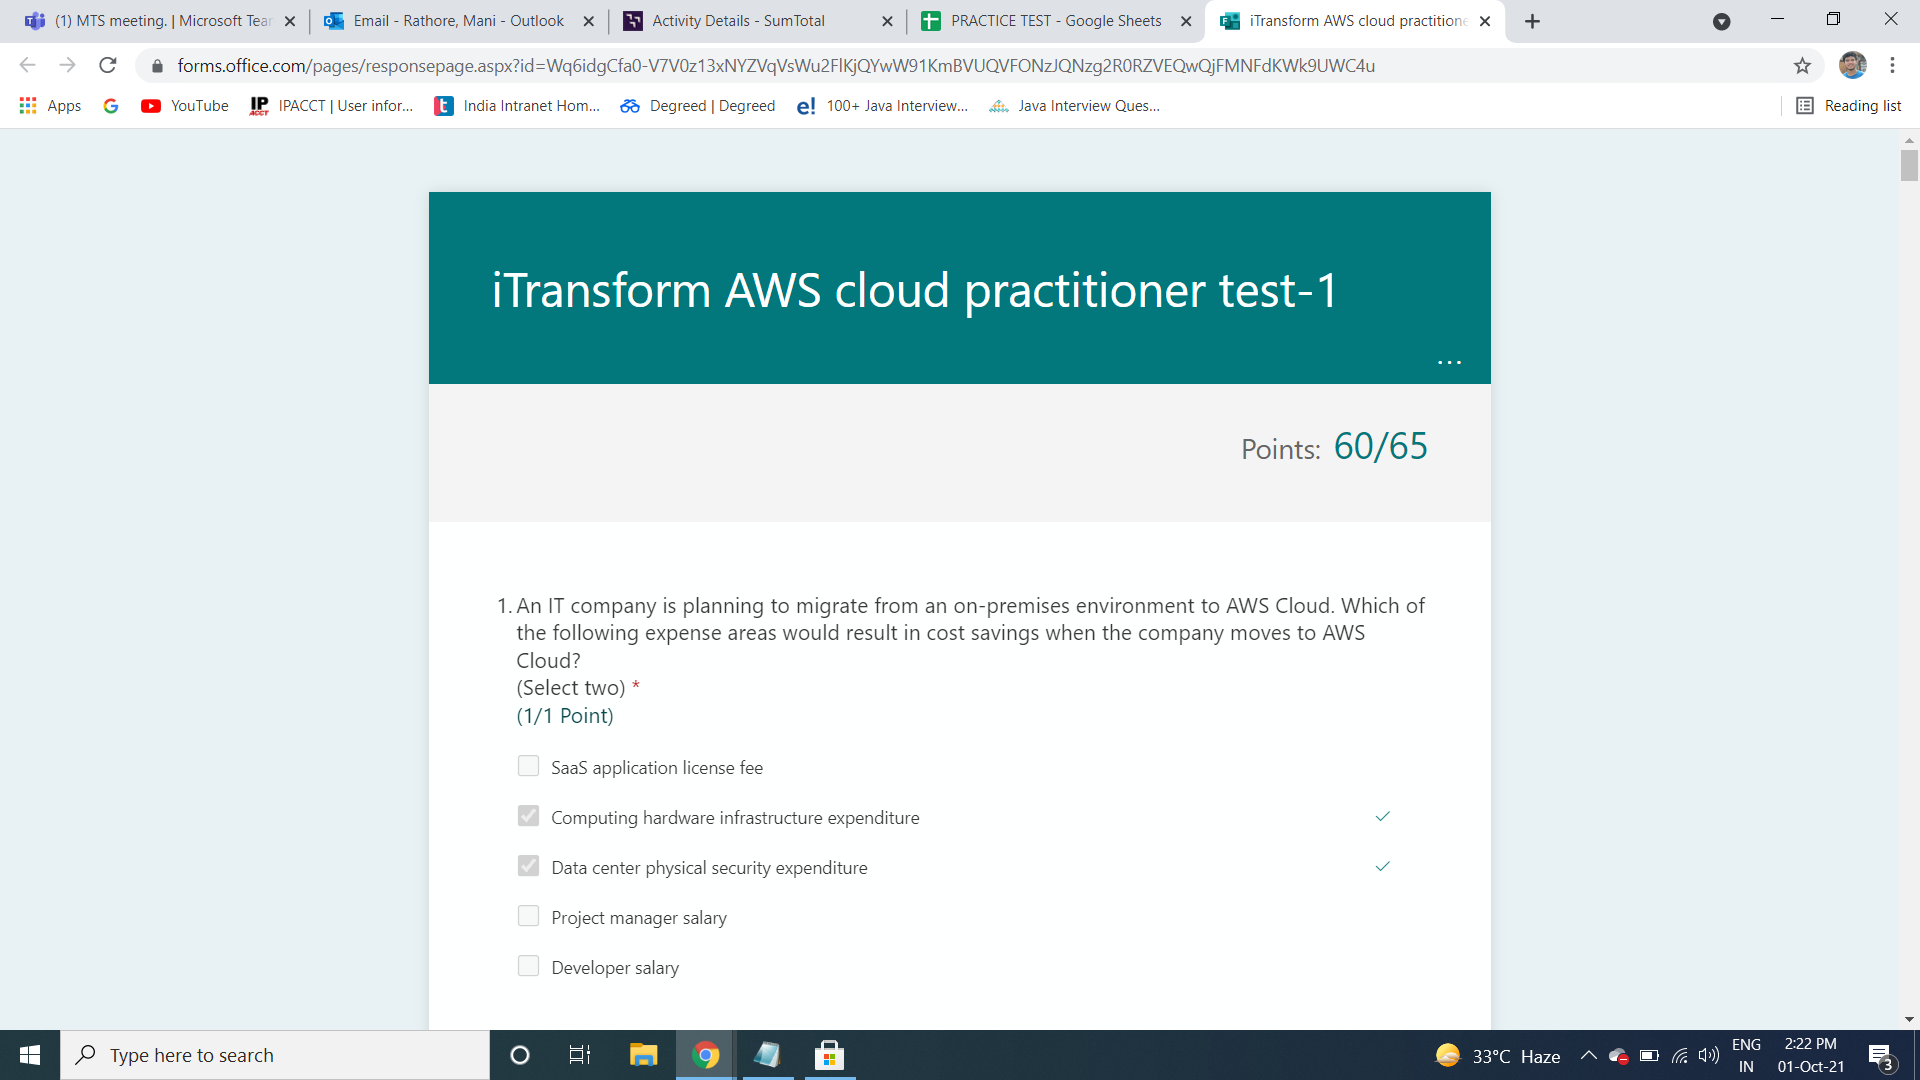 (1) MTS meeting. | Microsoft Tea
Email - Rathore, Mani - Outlook
Activity Details - SumTotal
PRACTICE TEST - Google Sheets
iTransform AWS cloud practitione
forms.office.com/pages/responsepage.aspx?id=Wq6idgCfa0-V7V0z13xNYZVqVsWu2FlKjQYwW91KmBVUQVFONzJQNzg2R0RZVEQwQjFMNFdKWk9UWC4u
Apps
YouTube
IP ACCT
IPACCT | User infor...
India Intranet Hom...
Degreed | Degreed
e!
100+ Java Interview...
Java Interview Ques...
Reading list
iTransform AWS cloud practitioner test-1
...
Points: 60/65
1. An IT company is planning to migrate from an on-premises environment to AWS Cloud. Which of
the following expense areas would result in cost savings when the company moves to AWS
Cloud?
(Select two) *
(1/1 Point)
SaaS application license fee
Computing hardware infrastructure expenditure
Data center physical security expenditure
Project manager salary
Developer salary
Type here to search
33°C Haze
ENG
IN
2:22 PM
01-Oct-21
3